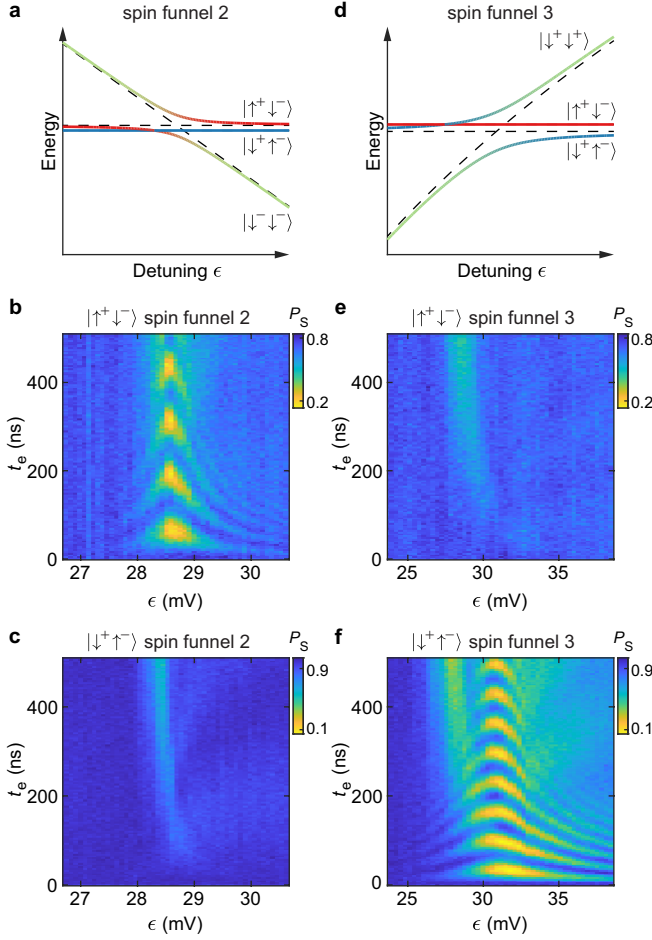 a
spin funnel 2
Energy
|↑⁺↓⁻⟩
|↓⁺↑⁻⟩
|↓⁻↓⁻⟩
Detuning ϵ
d
spin funnel 3
Energy
|↓⁺↓⁺⟩
|↑⁺↓⁻⟩
|↓⁺↑⁻⟩
Detuning ϵ
b
|↑⁺↓⁻⟩ spin funnel 2
P_S
0.8
0.2
400
200
0
t_e (ns)
27 28 29 30
ϵ (mV)
e
|↑⁺↓⁻⟩ spin funnel 3
P_S
0.8
0.2
400
200
0
t_e (ns)
25 30 35
ϵ (mV)
c
|↓⁺↑⁻⟩ spin funnel 2
P_S
0.9
0.1
400
200
0
t_e (ns)
27 28 29 30
ϵ (mV)
f
|↓⁺↑⁻⟩ spin funnel 3
P_S
0.9
0.1
400
200
0
t_e (ns)
25 30 35
ϵ (mV)